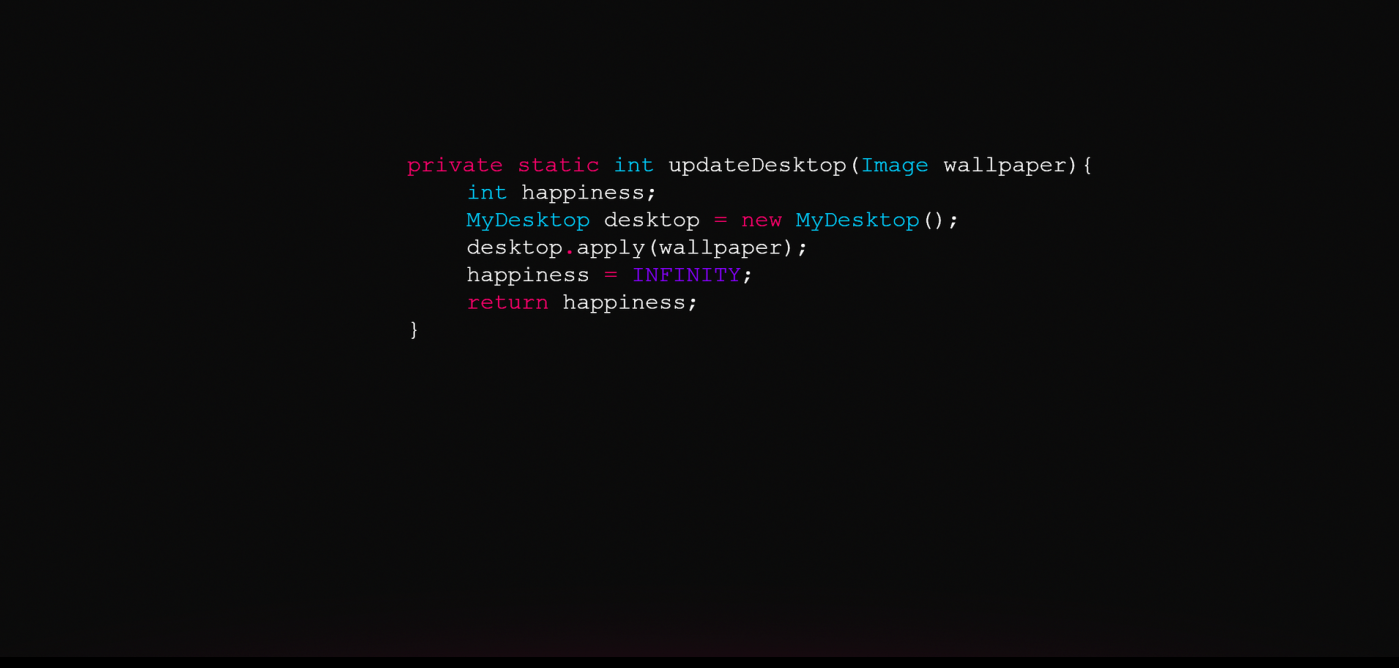 private static int updateDesktop(Image wallpaper){
int happiness;
MyDesktop desktop = new MyDesktop();
desktop.apply(wallpaper);
happiness = INFINITY;
return happiness;
}